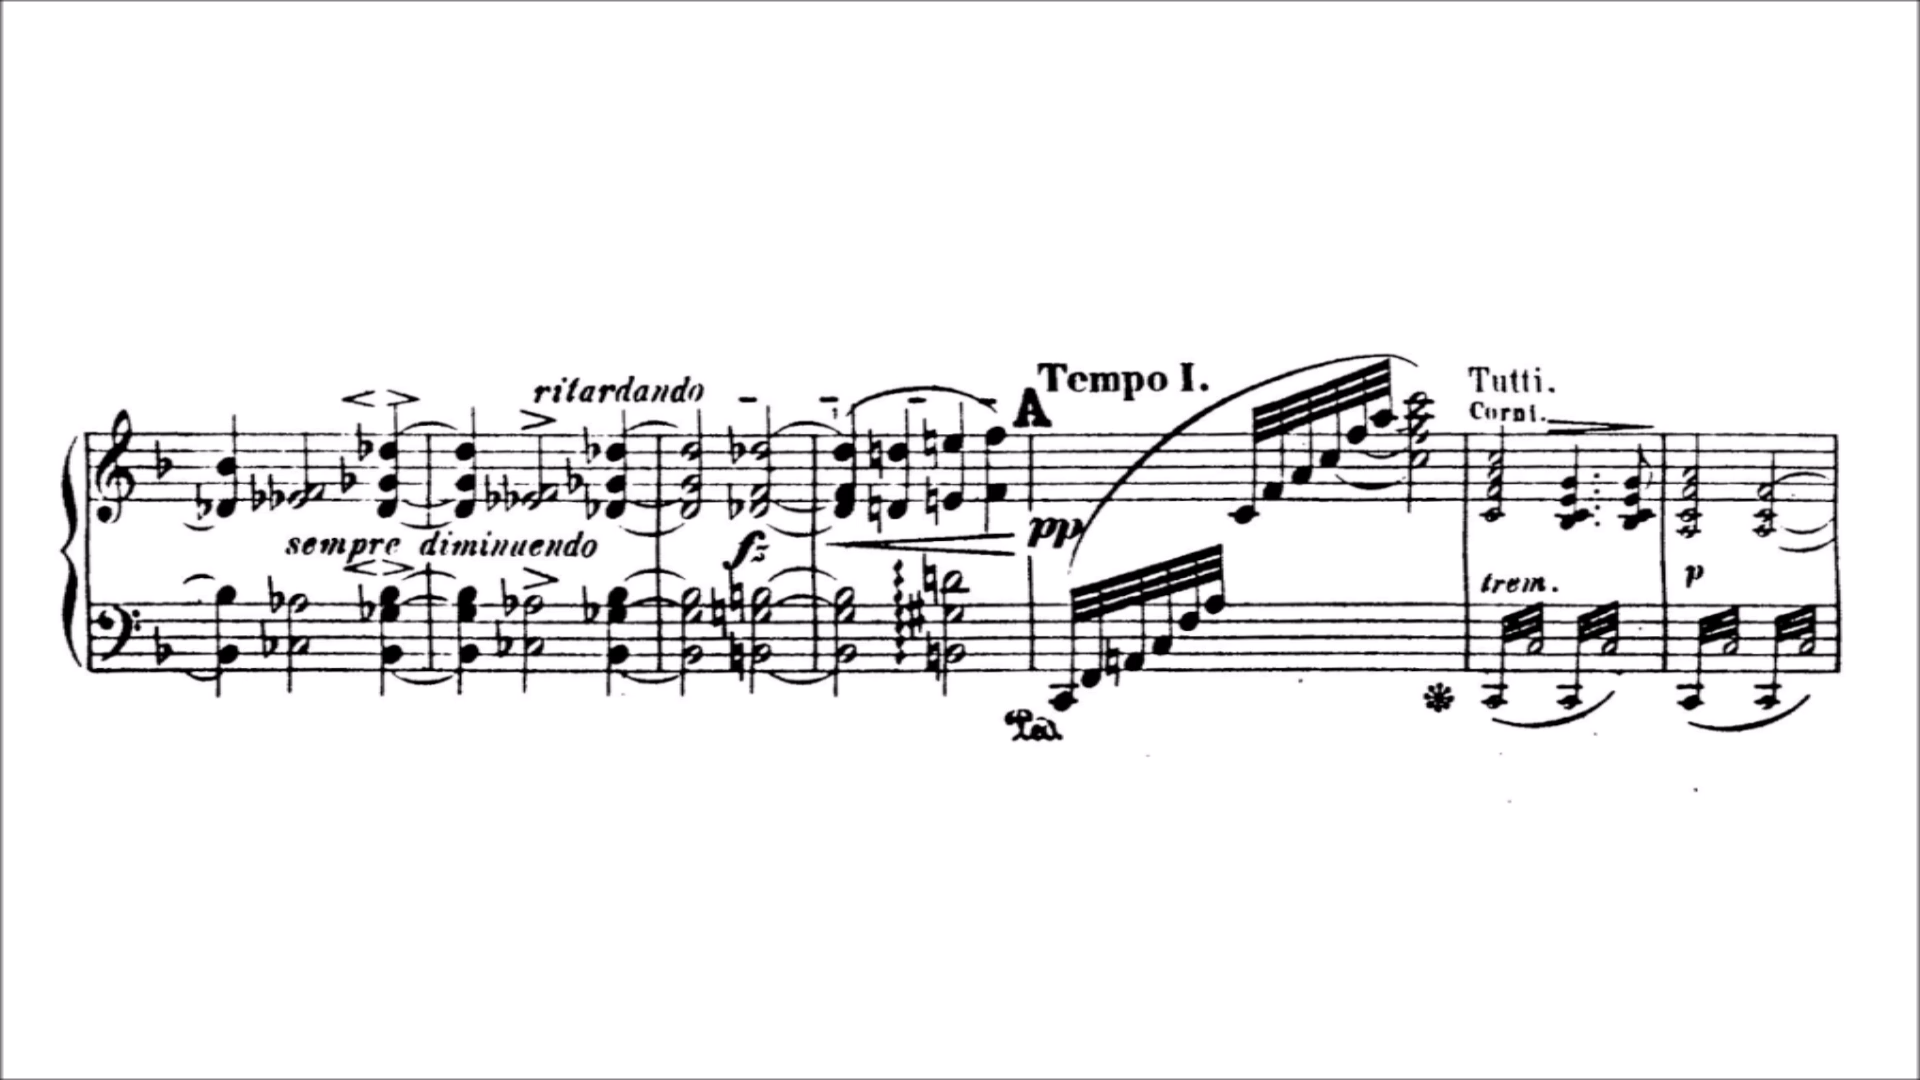 Tempo I.
ritardando
A
Tutti.
Corni.
sempre diminuendo
fz
pp
trem.
p
Ped.